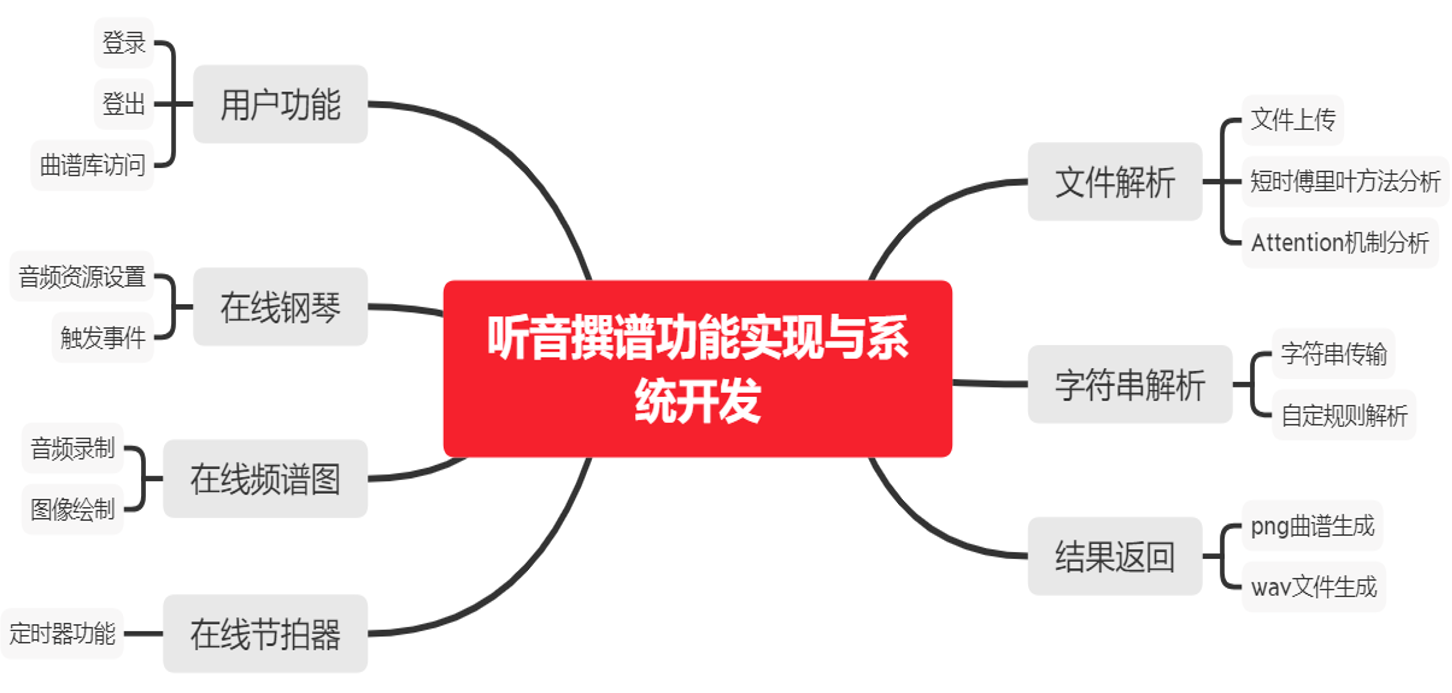 登录
登出
曲谱库访问
用户功能
音频资源设置
触发事件
在线钢琴
音频录制
图像绘制
在线频谱图
定时器功能
在线节拍器
听音撰谱功能实现与系
统开发
文件解析
文件上传
短时傅里叶方法分析
Attention机制分析
字符串解析
字符串传输
自定规则解析
结果返回
png曲谱生成
wav文件生成